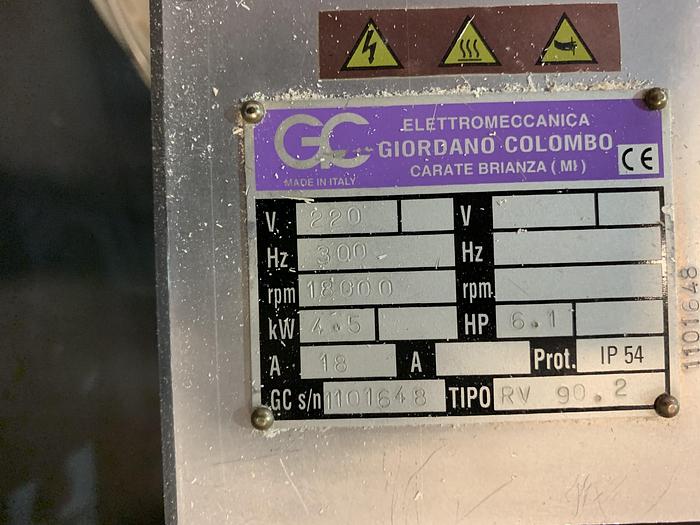 GC
ELETTROMECCANICA
GIORDANO COLOMBO
CARATE BRIANZA (MI)
MADE IN ITALY
CE
V 220 V
Hz 300 Hz
rpm 18000 rpm
kW 4.5 HP 6.1
A 18 A Prot. IP 54
GC s/n 1101648 TIPO RV 90.2
1101648